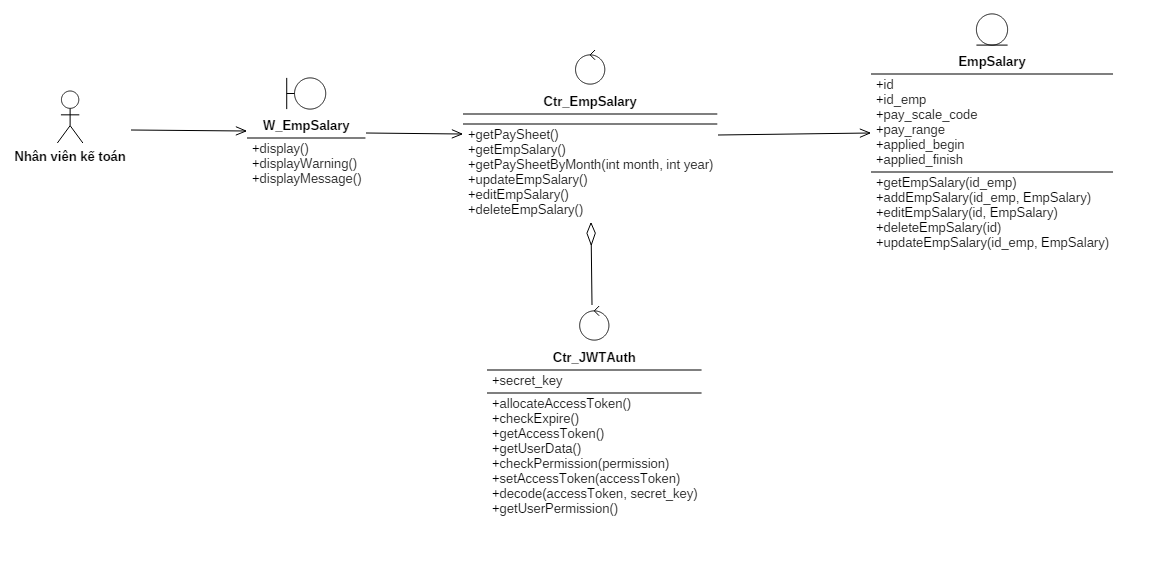 Nhân viên kế toán
W_EmpSalary
+display()
+displayWarning()
+displayMessage()
Ctr_EmpSalary
+getPaySheet()
+getEmpSalary()
+getPaySheetByMonth(int month, int year)
+updateEmpSalary()
+editEmpSalary()
+deleteEmpSalary()
EmpSalary
+id
+id_emp
+pay_scale_code
+pay_range
+applied_begin
+applied_finish
+getEmpSalary(id_emp)
+addEmpSalary(id_emp, EmpSalary)
+editEmpSalary(id, EmpSalary)
+deleteEmpSalary(id)
+updateEmpSalary(id_emp, EmpSalary)
Ctr_JWTAuth
+secret_key
+allocateAccessToken()
+checkExpire()
+getAccessToken()
+getUserData()
+checkPermission(permission)
+setAccessToken(accessToken)
+decode(accessToken, secret_key)
+getUserPermission()